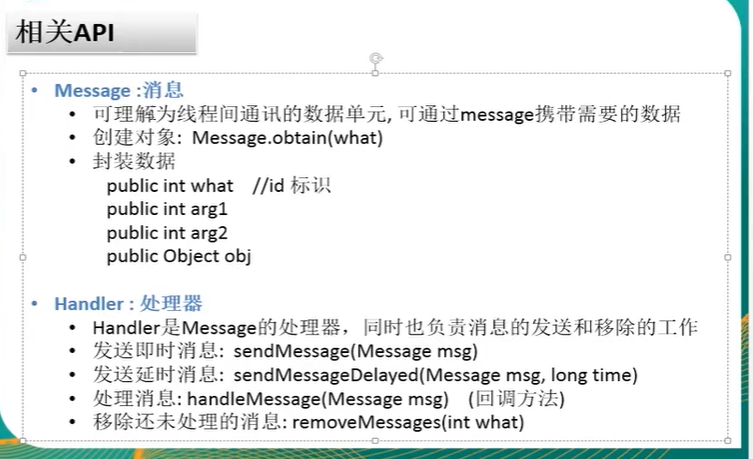 相关API
• Message :消息
• 可理解为线程间通讯的数据单元, 可通过message携带需要的数据
• 创建对象: Message.obtain(what)
• 封装数据
public int what //id 标识
public int arg1
public int arg2
public Object obj
• Handler : 处理器
• Handler是Message的处理器，同时也负责消息的发送和移除的工作
• 发送即时消息: sendMessage(Message msg)
• 发送延时消息: sendMessageDelayed(Message msg, long time)
• 处理消息: handleMessage(Message msg) (回调方法)
• 移除还未处理的消息: removeMessages(int what)